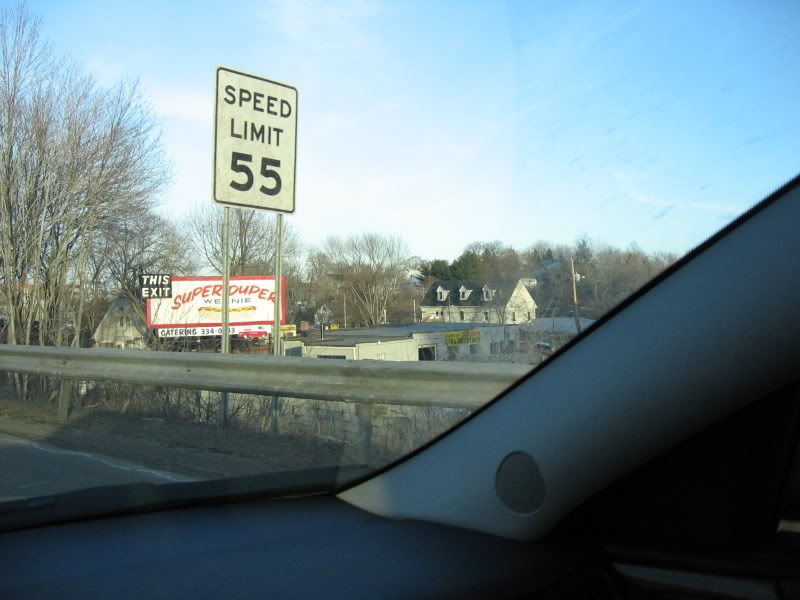 SPEED
LIMIT
55
THIS
EXIT
SUPER DUPER
WEENIE
CATERING 334-